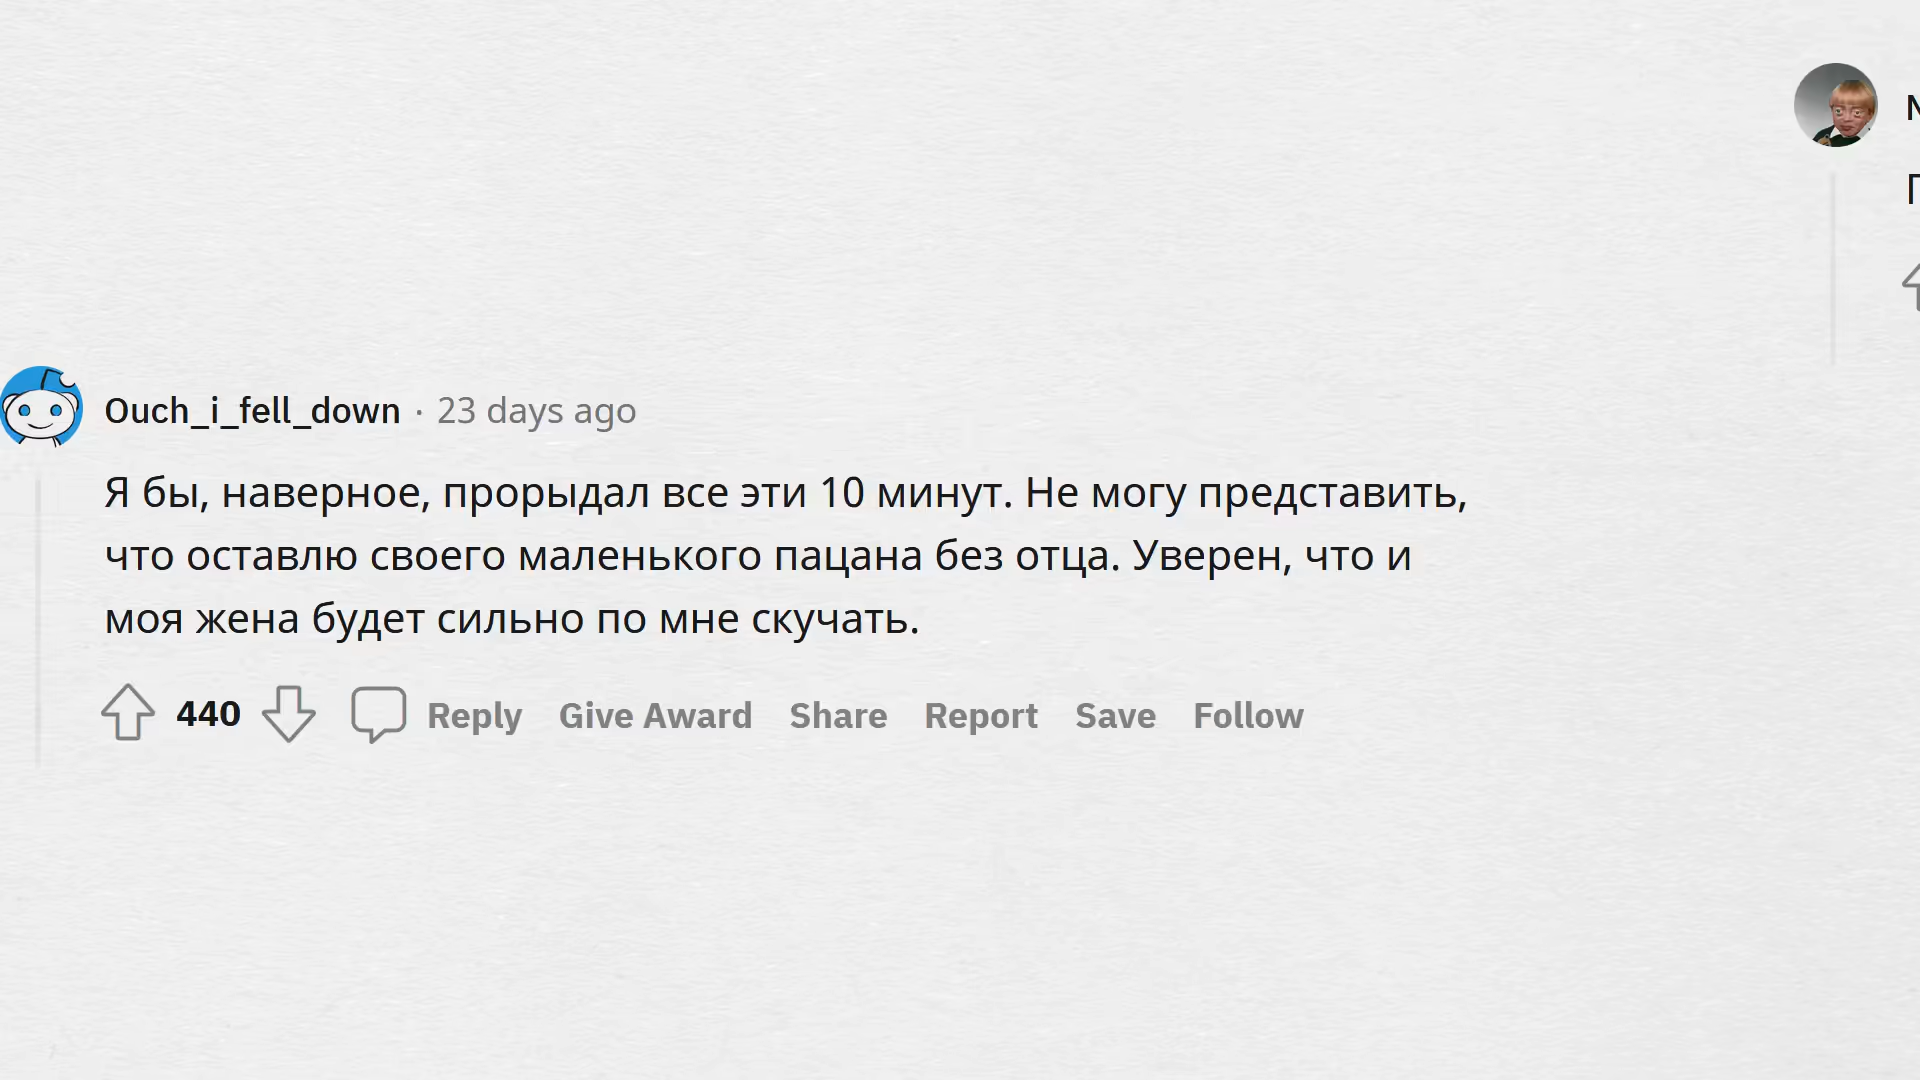 Ouch_i_fell_down · 23 days ago
Я бы, наверное, прорыдал все эти 10 минут. Не могу представить,
что оставлю своего маленького пацана без отца. Уверен, что и
моя жена будет сильно по мне скучать.
440 Reply Give Award Share Report Save Follow